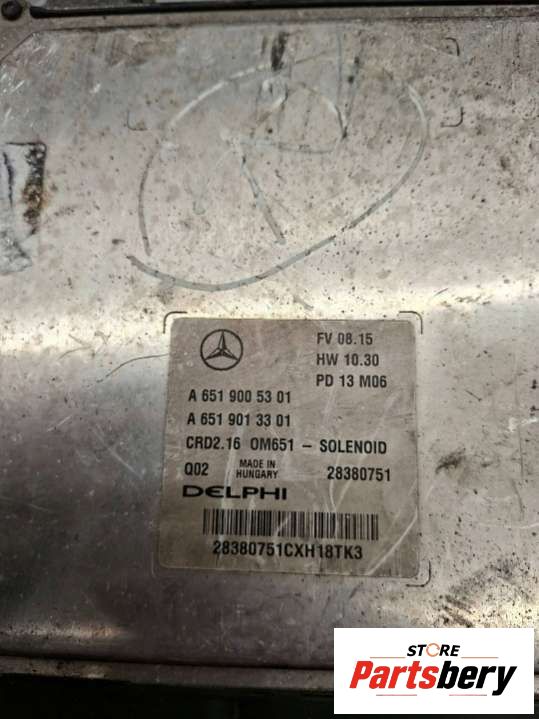 FV 08.15
HW 10.30
PD 13 M06
A 651 900 53 01
A 651 901 33 01
CRD2.16 OM651 – SOLENOID
Q02 MADE IN HUNGARY 28380751
DELPHI
28380751CXH18TK3
STORE
Partsbery